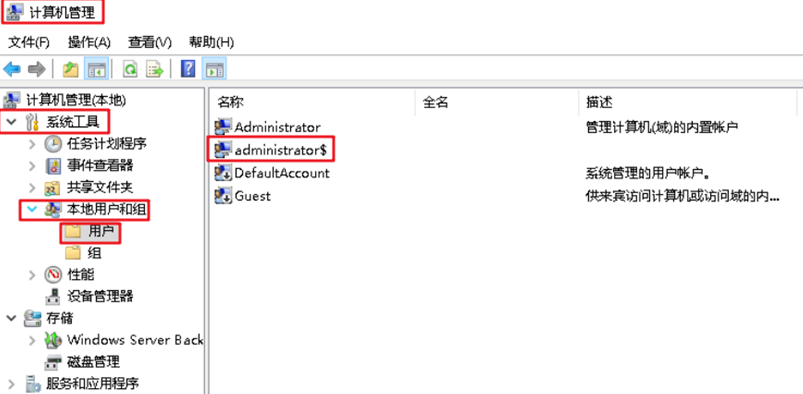 计算机管理
文件(F) 操作(A) 查看(V) 帮助(H)
计算机管理(本地)
系统工具
任务计划程序
事件查看器
共享文件夹
本地用户和组
用户
组
性能
设备管理器
存储
Windows Server Back
磁盘管理
服务和应用程序
名称 全名 描述
Administrator 管理计算机(域)的内置帐户
administrator$
DefaultAccount 系统管理的用户帐户。
Guest 供来宾访问计算机或访问域的内...